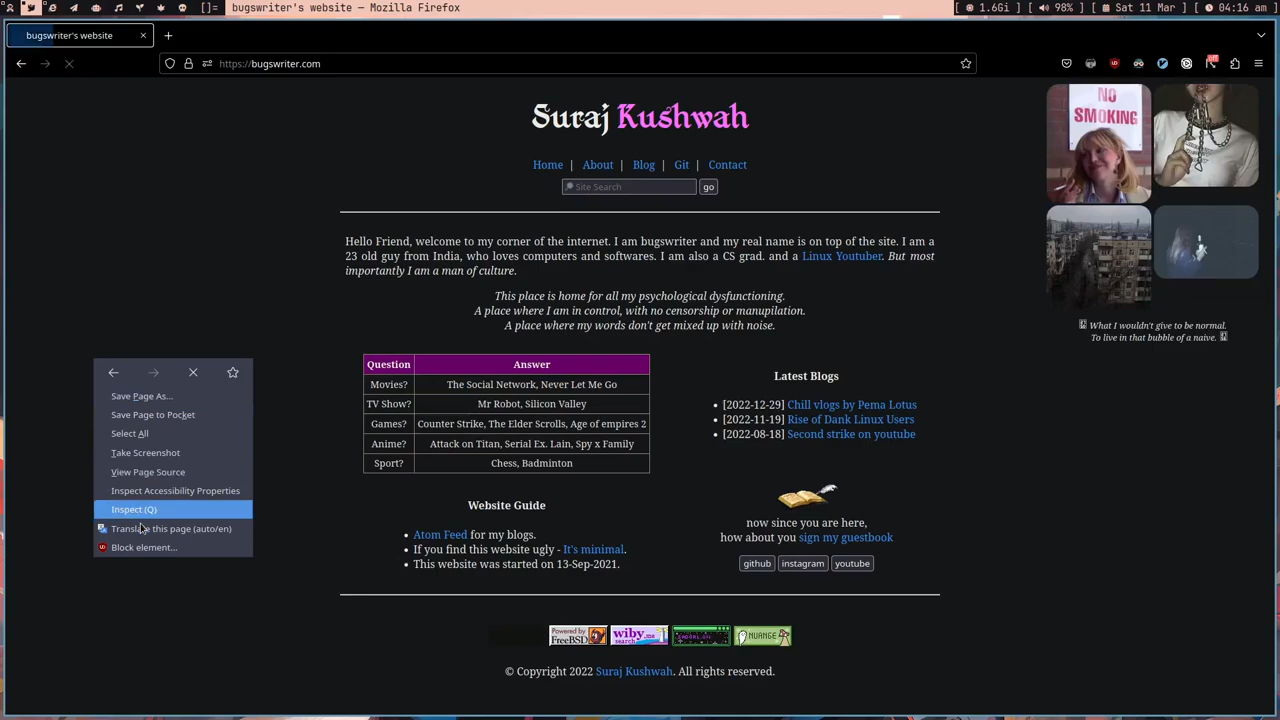 []= bugswriter's website — Mozilla Firefox
[ 1.6Gi ] [ 98% ] [ Sat 11 Mar ] [ 04:16 am ]
bugswriter's website
https://bugswriter.com
off
Suraj Kushwah
Home | About | Blog | Git | Contact
Site Search go
NO
SMOKING
Hello Friend, welcome to my corner of the internet. I am bugswriter and my real name is on top of the site. I am a
23 old guy from India, who loves computers and softwares. I am also a CS grad. and a Linux Youtuber. But most
importantly I am a man of culture.
This place is home for all my psychological dysfunctioning.
A place where I am in control, with no censorship or manupilation.
A place where my words don't get mixed up with noise.
What I wouldn't give to be normal.
To live in that bubble of a naive.
Question Answer
Movies? The Social Network, Never Let Me Go
TV Show? Mr Robot, Silicon Valley
Games? Counter Strike, The Elder Scrolls, Age of empires 2
Anime? Attack on Titan, Serial Ex. Lain, Spy x Family
Sport? Chess, Badminton
Latest Blogs
[2022-12-29] Chill vlogs by Pema Lotus
[2022-11-19] Rise of Dank Linux Users
[2022-08-18] Second strike on youtube
Save Page As...
Save Page to Pocket
Select All
Take Screenshot
View Page Source
Inspect Accessibility Properties
Inspect (Q)
Translate this page (auto/en)
Block element...
Website Guide
Atom Feed for my blogs.
If you find this website ugly - It's minimal.
This website was started on 13-Sep-2021.
now since you are here,
how about you sign my guestbook
github instagram youtube
Powered by
FreeBSD
wiby.me
search
NUANGE
© Copyright 2022 Suraj Kushwah. All rights reserved.